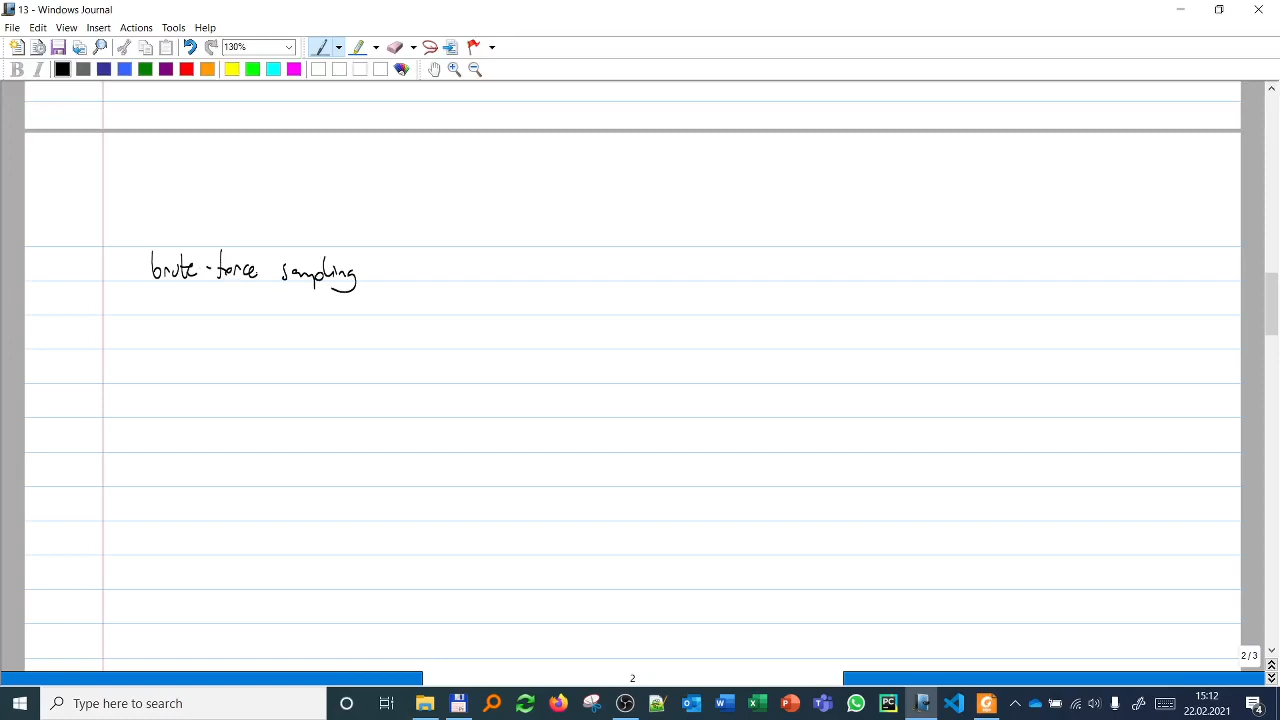 13 - Windows Journal
File Edit View Insert Actions Tools Help
130%
B I
brute-force sampling
2 / 3
2
Type here to search
15:12
22.02.2021